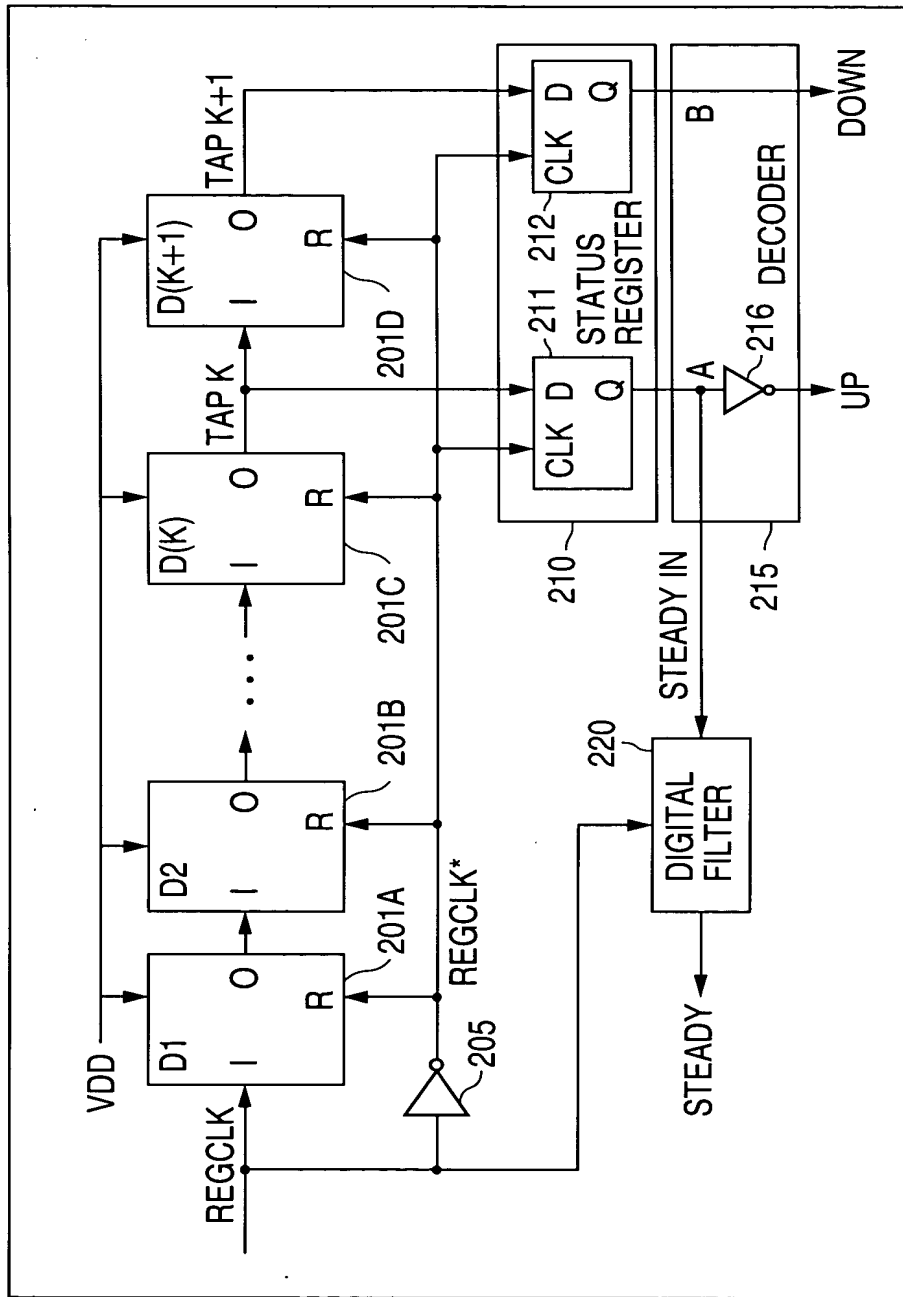 VDD
REGCLK
D1
I
O
R
201A
D2
I
O
R
201B
D(K)
I
O
R
201C
TAP K
D(K+1)
I
O
R
201D
TAP K+1
205
REGCLK*
CLK
D
Q
211
STATUS
REGISTER
CLK
D
Q
212
210
A
216
B
DECODER
215
UP
DOWN
STEADY IN
220
DIGITAL
FILTER
STEADY